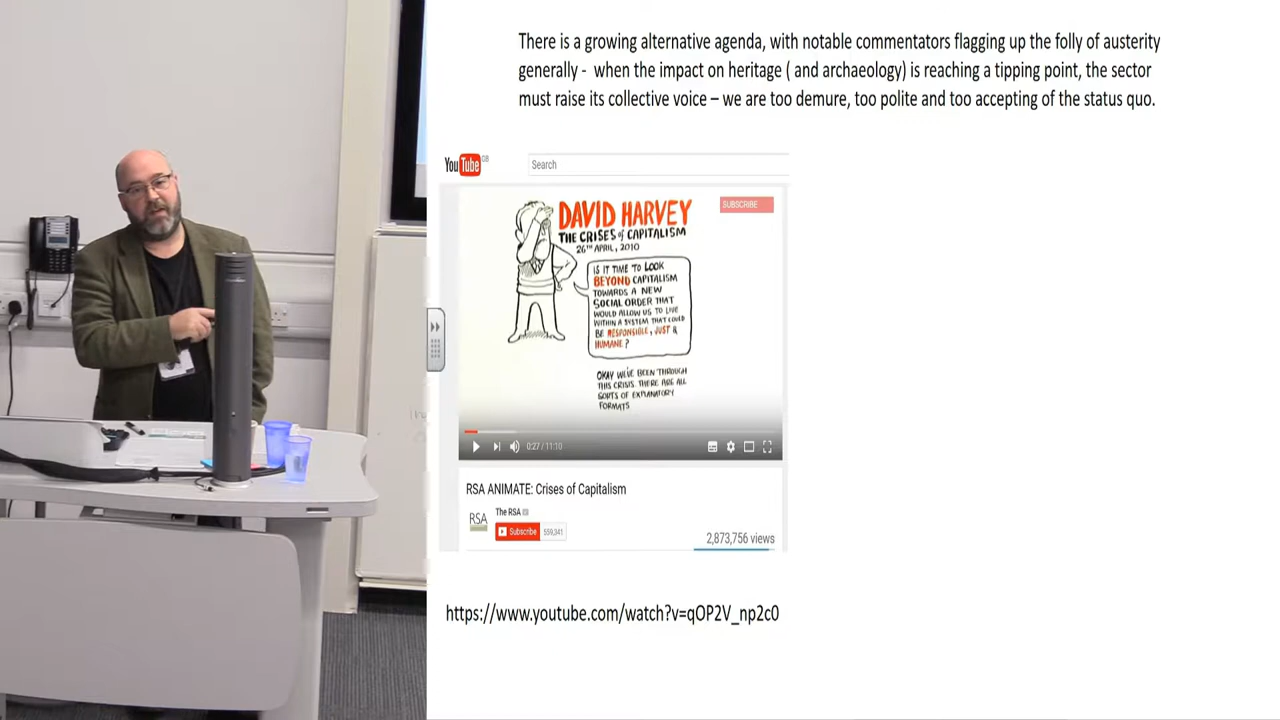 There is a growing alternative agenda, with notable commentators flagging up the folly of austerity
generally - when the impact on heritage ( and archaeology) is reaching a tipping point, the sector
must raise its collective voice – we are too demure, too polite and too accepting of the status quo.
YouTube GB
Search
DAVID HARVEY
THE CRISES of CAPITALISM
26TH APRIL, 2010
SUBSCRIBE
IS IT TIME TO LOOK
BEYOND CAPITALISM
TOWARDS A NEW
SOCIAL ORDER THAT
WOULD ALLOW US TO LIVE
WITHIN A SYSTEM THAT COULD
BE RESPONSIBLE, JUST &
HUMANE?
OKAY WE'VE BEEN THROUGH
THIS CRISIS. THERE ARE ALL
SORTS OF EXPLANATORY
FORMATS
0:27 / 11:10
RSA ANIMATE: Crises of Capitalism
RSA
The RSA
Subscribe 559,341
2,873,756 views
https://www.youtube.com/watch?v=qOP2V_np2c0